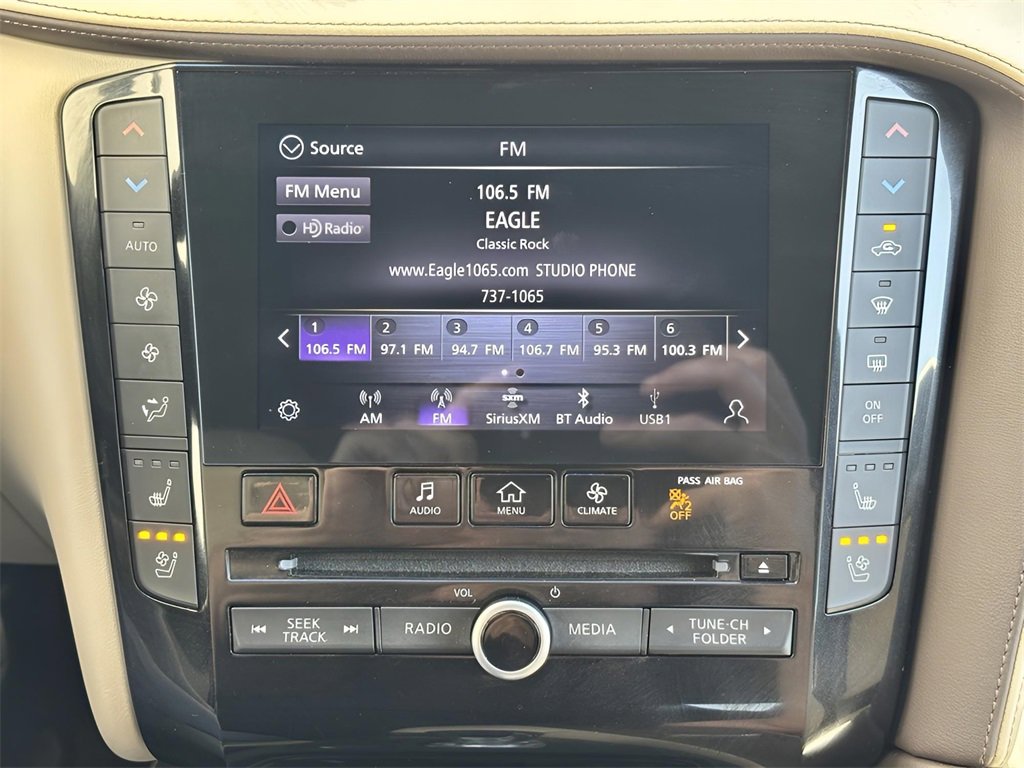 Source
FM
FM Menu
HD Radio
106.5 FM
EAGLE
Classic Rock
www.Eagle1065.com STUDIO PHONE
737-1065
1 2 3 4 5 6
106.5 FM 97.1 FM 94.7 FM 106.7 FM 95.3 FM 100.3 FM
sxm
AM FM SiriusXM BT Audio USB1
AUTO
ON
OFF
AUDIO
MENU
CLIMATE
PASS AIR BAG
2
OFF
VOL
SEEK
TRACK
RADIO
MEDIA
TUNE·CH
FOLDER